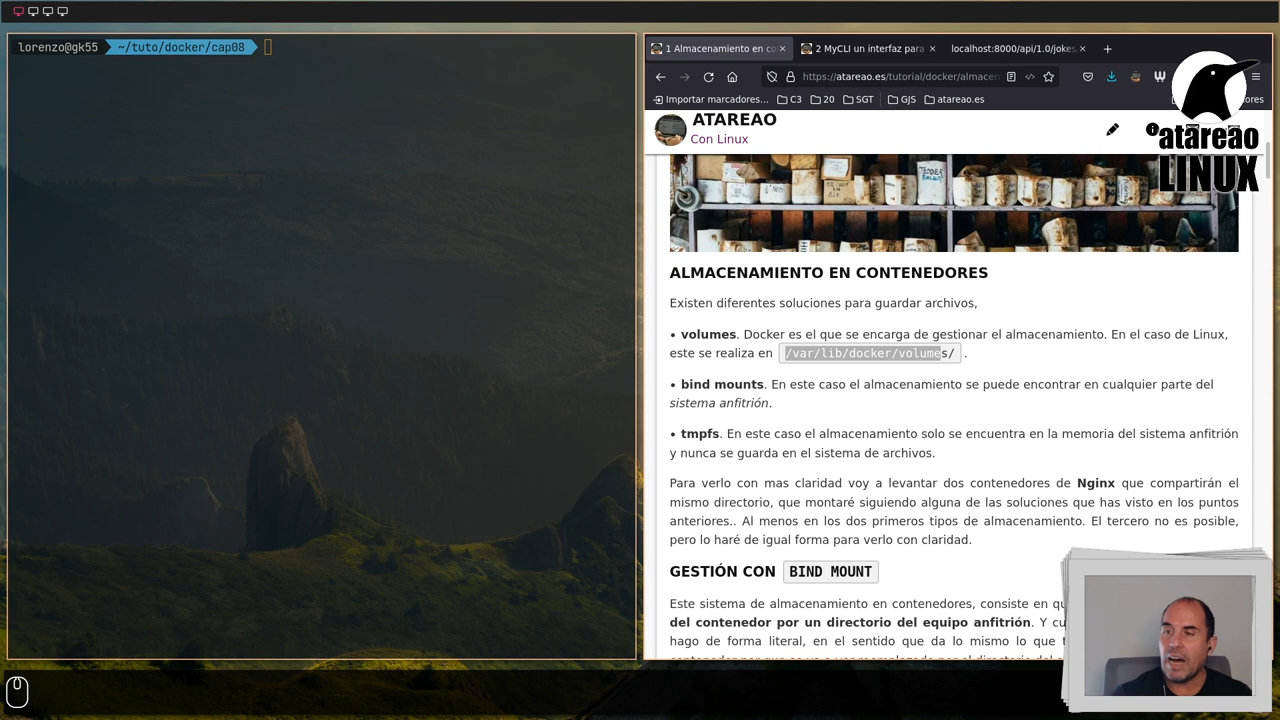 lorenzo@gk55 ~/tuto/docker/cap08
1 Almacenamiento en co
2 MyCLI un interfaz para
localhost:8000/api/1.0/jokes
https://atareao.es/tutorial/docker/almacen
Importar marcadores... C3 20 SGT GJS atareao.es
ATAREAO
Con Linux
atareao
LINUX
TENDER
ALMACENAMIENTO EN CONTENEDORES
Existen diferentes soluciones para guardar archivos,
• volumes. Docker es el que se encarga de gestionar el almacenamiento. En el caso de Linux,
este se realiza en /var/lib/docker/volumes/ .
• bind mounts. En este caso el almacenamiento se puede encontrar en cualquier parte del
sistema anfitrión.
• tmpfs. En este caso el almacenamiento solo se encuentra en la memoria del sistema anfitrión
y nunca se guarda en el sistema de archivos.
Para verlo con mas claridad voy a levantar dos contenedores de Nginx que compartirán el
mismo directorio, que montaré siguiendo alguna de las soluciones que has visto en los puntos
anteriores.. Al menos en los dos primeros tipos de almacenamiento. El tercero no es posible,
pero lo haré de igual forma para verlo con claridad.
GESTIÓN CON BIND MOUNT
Este sistema de almacenamiento en contenedores, consiste en
del contenedor por un directorio del equipo anfitrión. Y
hago de forma literal, en el sentido que da lo mismo lo que